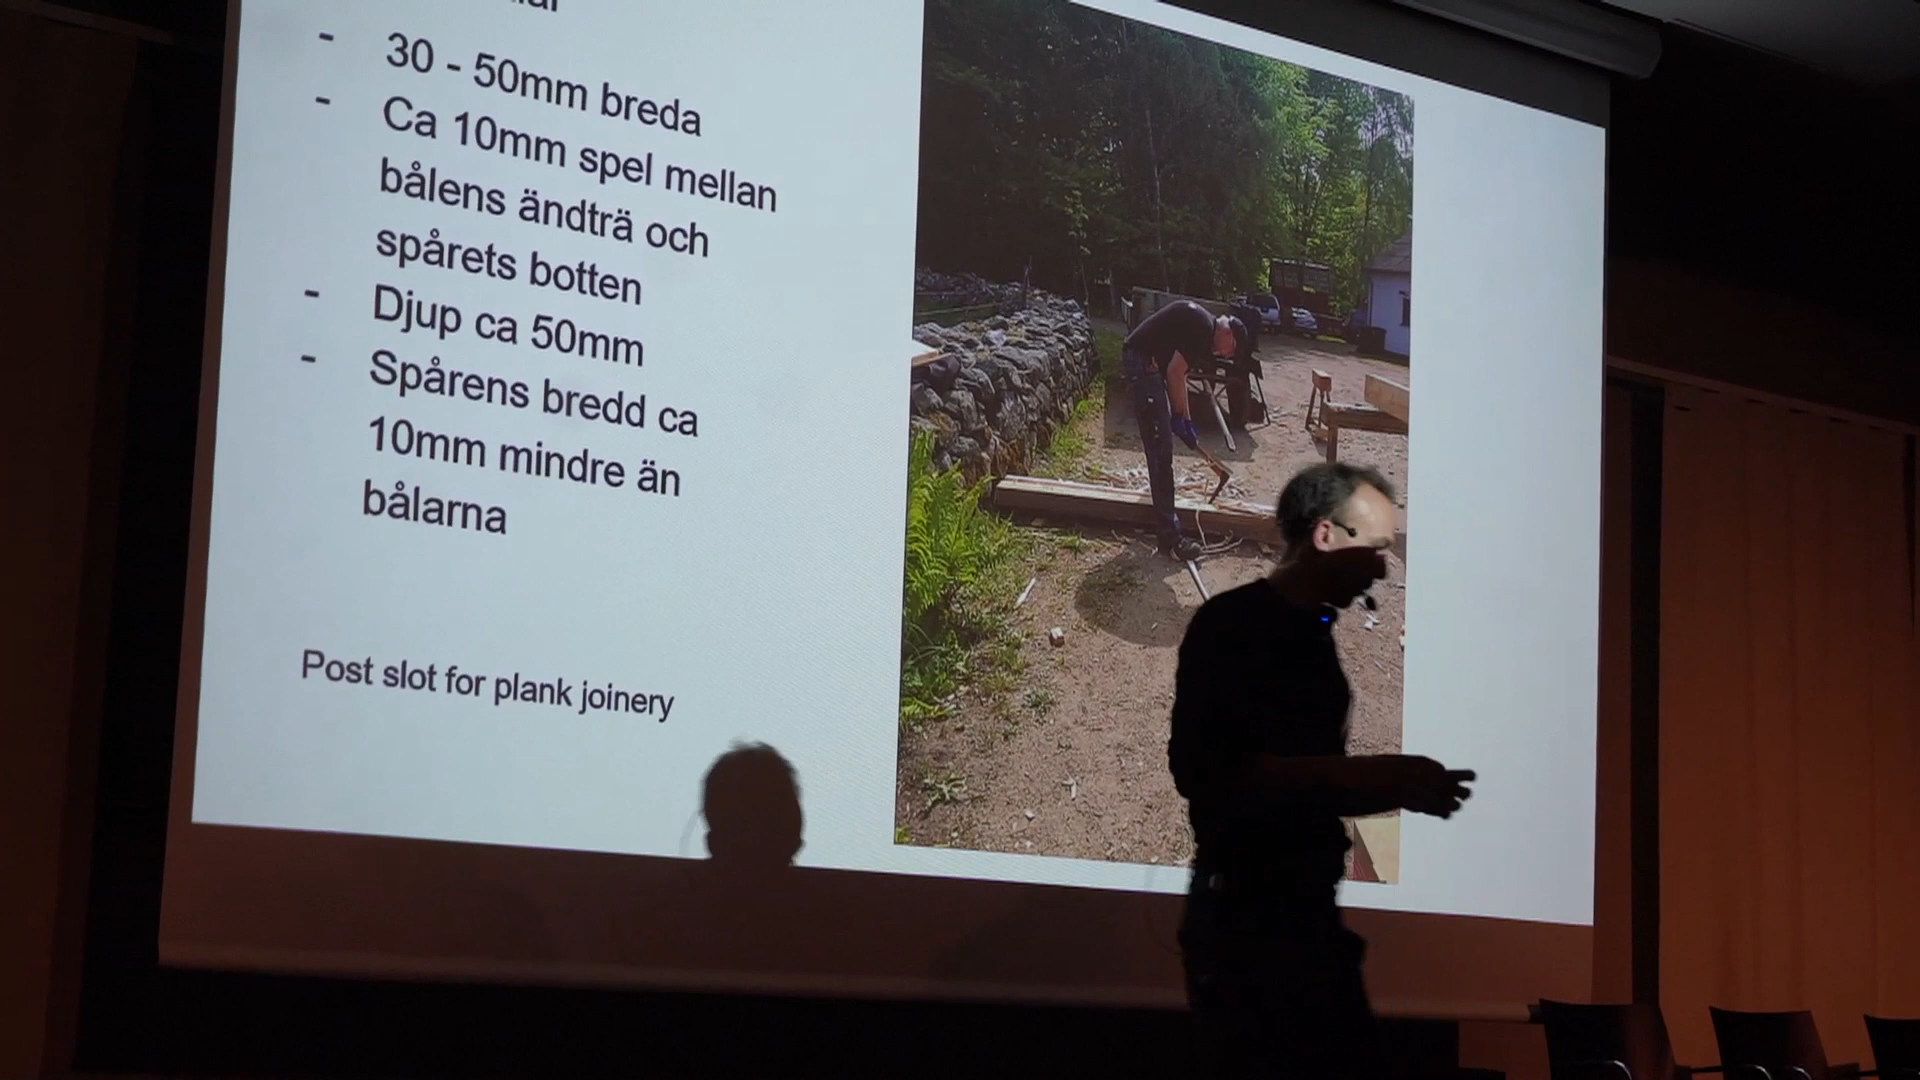 - 30 - 50mm breda
- Ca 10mm spel mellan
bålens ändträ och
spårets botten
- Djup ca 50mm
- Spårens bredd ca
10mm mindre än
bålarna
Post slot for plank joinery